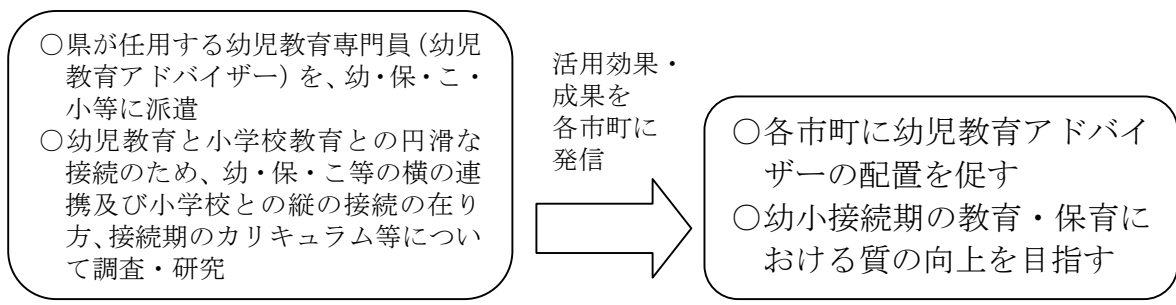 ○県が任用する幼児教育専門員（幼児
教育アドバイザー）を、幼・保・こ・
小等に派遣
○幼児教育と小学校教育との円滑な
接続のため、幼・保・こ等の横の連
携及び小学校との縦の接続の在り
方、接続期のカリキュラム等につい
て調査・研究
活用効果・
成果を
各市町に
発信
○各市町に幼児教育アドバイ
ザーの配置を促す
○幼小接続期の教育・保育に
おける質の向上を目指す